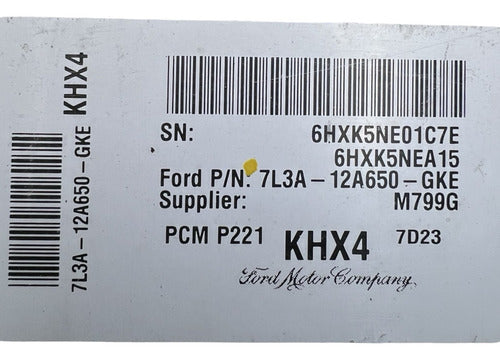 KHX4
7L3A-12A650-GKE
SN: 6HXK5NE01C7E
6HXK5NEA15
Ford P/N: 7L3A-12A650-GKE
Supplier: M799G
PCM P221 KHX4 7D23
Ford Motor Company